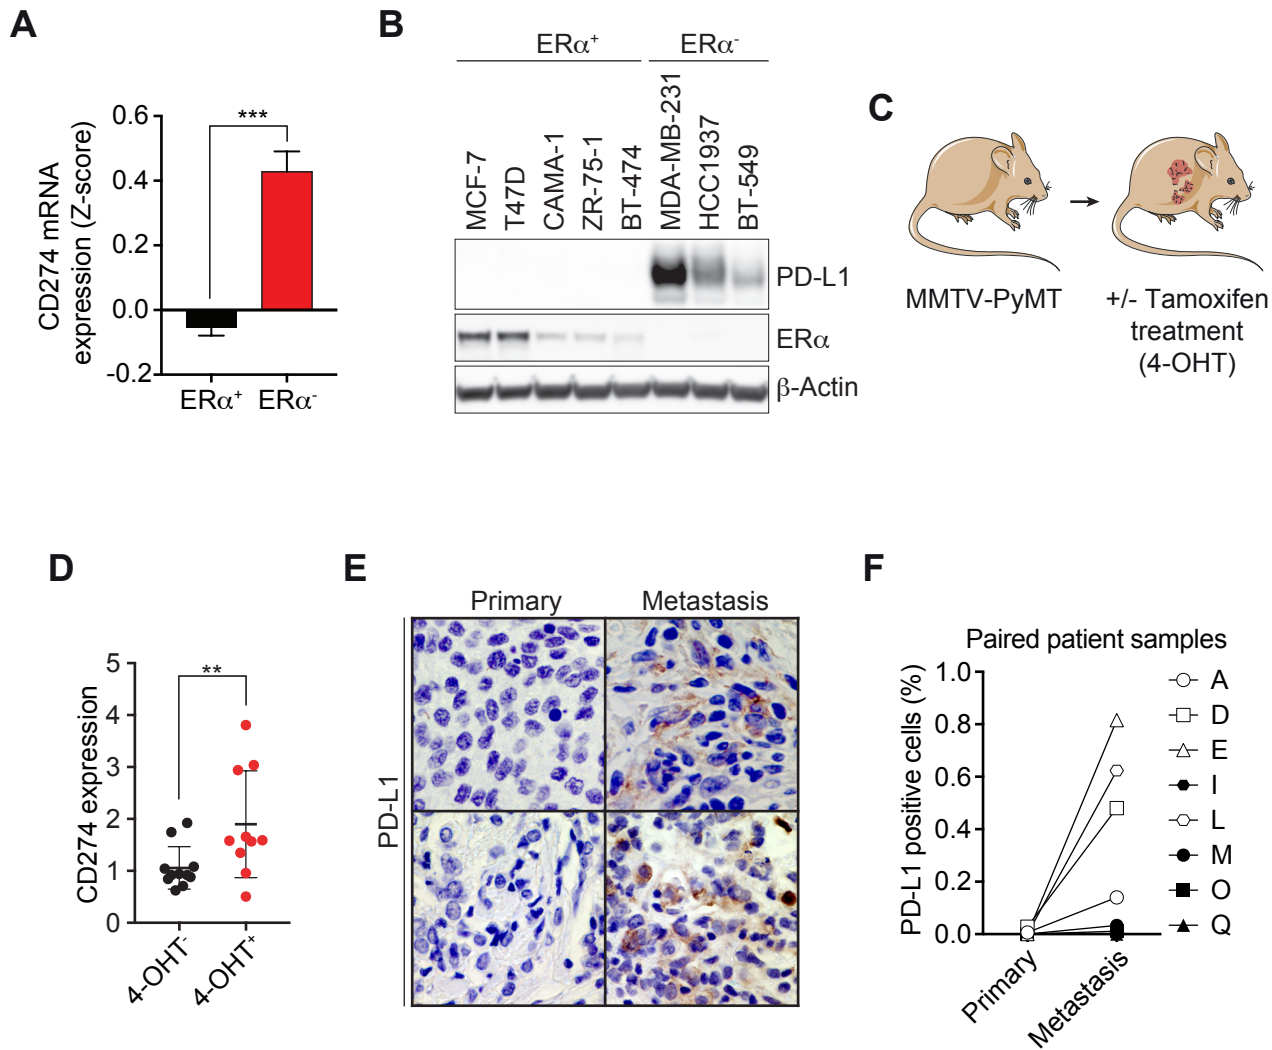 A
CD274 mRNA
expression (Z-score)
0.6
0.4
0.2
0.0
-0.2
***
ERα+
ERα-
B
ERα+
ERα-
MCF-7
T47D
CAMA-1
ZR-75-1
BT-474
MDA-MB-231
HCC1937
BT-549
PD-L1
ERα
β-Actin
C
MMTV-PyMT
+/- Tamoxifen
treatment
(4-OHT)
D
CD274 expression
5
4
3
2
1
0
**
4-OHT-
4-OHT+
E
Primary
Metastasis
PD-L1
F
Paired patient samples
PD-L1 positive cells (%)
1.0
0.8
0.6
0.4
0.2
0.0
Primary
Metastasis
A
D
E
I
L
M
O
Q